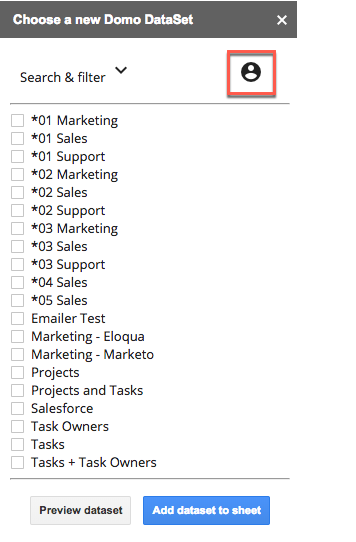 Choose a new Domo DataSet ×
Search & filter
*01 Marketing
*01 Sales
*01 Support
*02 Marketing
*02 Sales
*02 Support
*03 Marketing
*03 Sales
*03 Support
*04 Sales
*05 Sales
Emailer Test
Marketing - Eloqua
Marketing - Marketo
Projects
Projects and Tasks
Salesforce
Task Owners
Tasks
Tasks + Task Owners
Preview dataset Add dataset to sheet